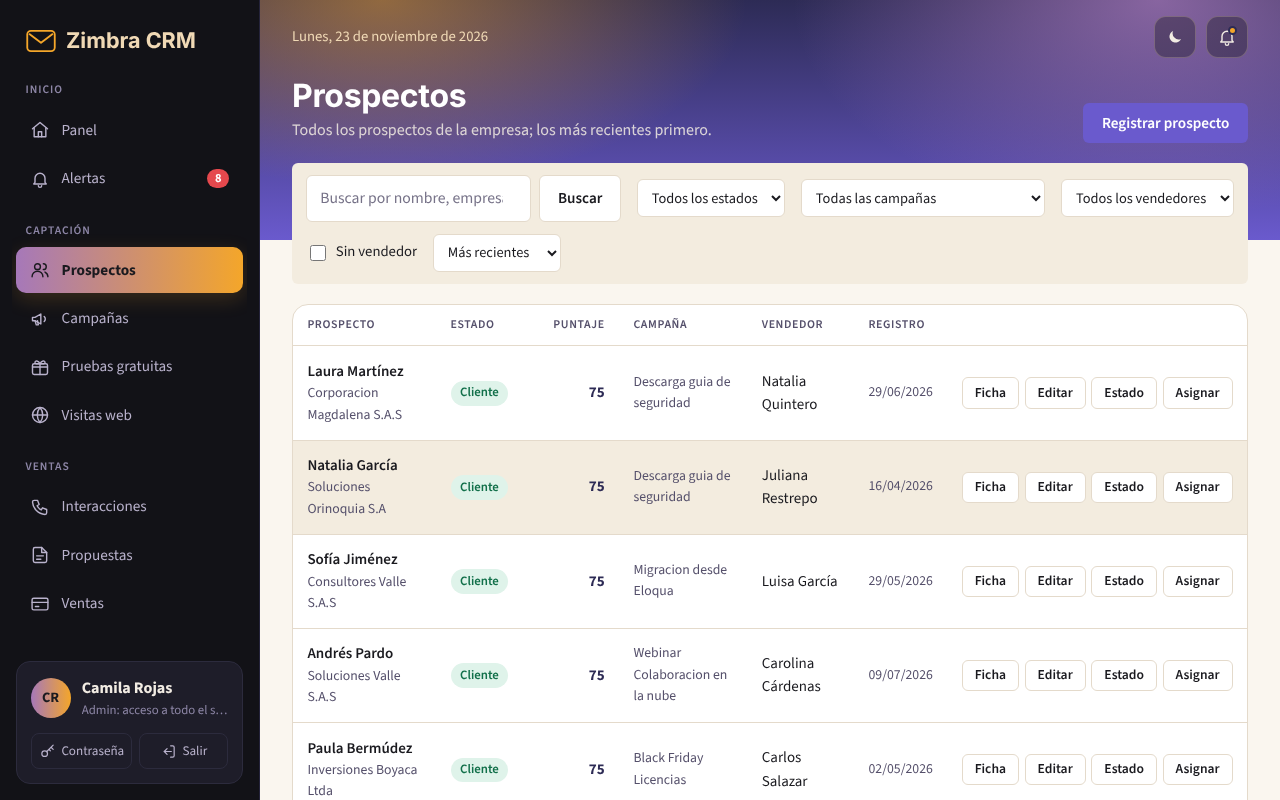 Zimbra CRM
INICIO
Panel
Alertas
8
CAPTACIÓN
Prospectos
Campañas
Pruebas gratuitas
Visitas web
VENTAS
Interacciones
Propuestas
Ventas
CR
Camila Rojas
Admin: acceso a todo el s…
Contraseña
Salir
Lunes, 23 de noviembre de 2026
Prospectos
Todos los prospectos de la empresa; los más recientes primero.
Registrar prospecto
Buscar por nombre, empres
Buscar
Todos los estados
Todas las campañas
Todos los vendedores
Sin vendedor
Más recientes
PROSPECTO ESTADO PUNTAJE CAMPAÑA VENDEDOR REGISTRO
Laura Martínez
Corporacion
Magdalena S.A.S
Cliente
75
Descarga guia de
seguridad
Natalia
Quintero
29/06/2026
Ficha Editar Estado Asignar
Natalia García
Soluciones
Orinoquia S.A
Cliente
75
Descarga guia de
seguridad
Juliana
Restrepo
16/04/2026
Ficha Editar Estado Asignar
Sofía Jiménez
Consultores Valle
S.A.S
Cliente
75
Migracion desde
Eloqua
Luisa García
29/05/2026
Ficha Editar Estado Asignar
Andrés Pardo
Soluciones Valle
S.A.S
Cliente
75
Webinar
Colaboracion en
la nube
Carolina
Cárdenas
09/07/2026
Ficha Editar Estado Asignar
Paula Bermúdez
Inversiones Boyaca
Ltda
Cliente
75
Black Friday
Licencias
Carlos
Salazar
02/05/2026
Ficha Editar Estado Asignar